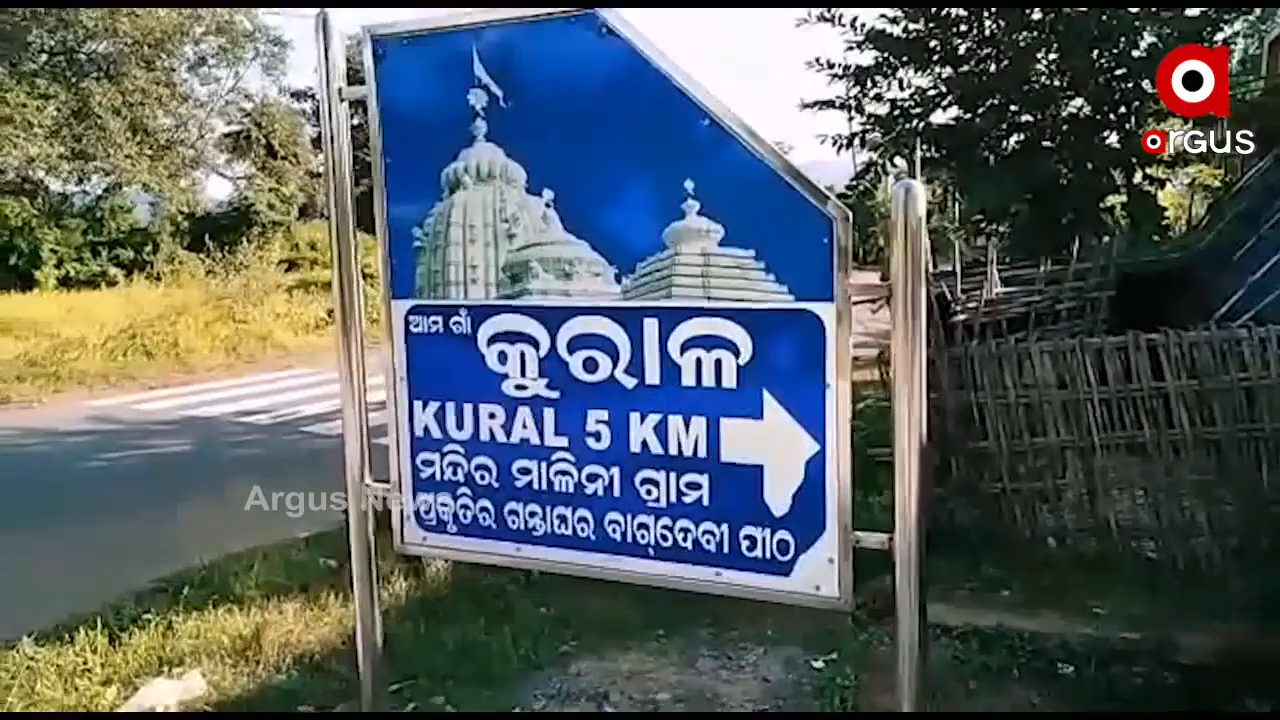 argus
ଆମ ଗାଁ
କୁରାଳ
KURAL 5 KM
ମନ୍ଦିର ମାଳିନୀ ଗ୍ରାମ
ପ୍ରକୃତିର ଗନ୍ତାଘର ବାଗ୍‌ଦେବୀ ପୀଠ
Argus News